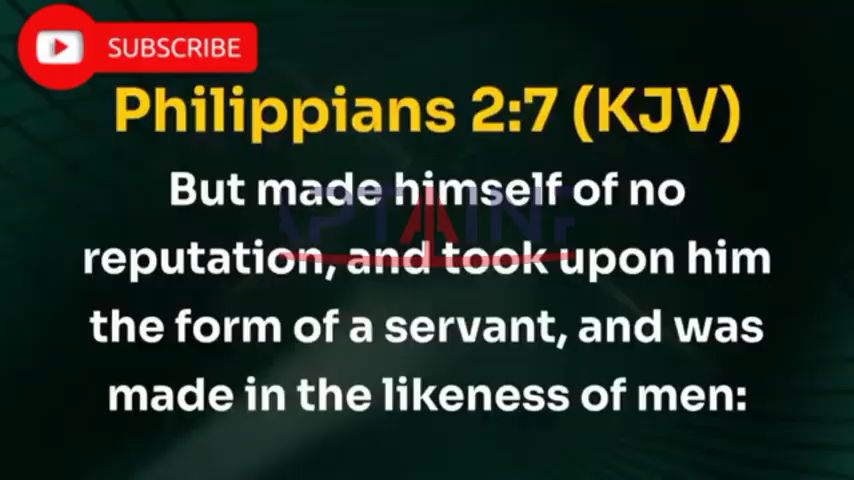 SUBSCRIBE
Philippians 2:7 (KJV)
But made himself of no
reputation, and took upon him
the form of a servant, and was
made in the likeness of men: